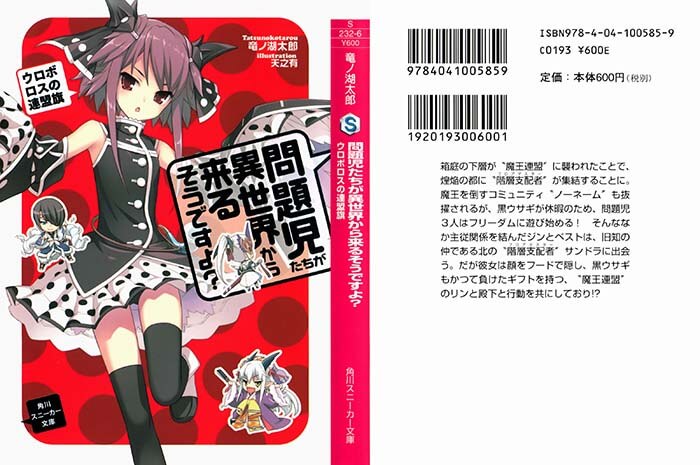 Tatsunokotarou
竜ノ湖太郎
illustration
天之有
ウロボ
ロスの
連盟旗
問題児
たちが
異世界から
来る
そうですよ?
角川
スニーカー
文庫
S
232-6
¥600
竜ノ湖太郎
S
問題児たちが異世界から来るそうですよ?
ウロボロスの連盟旗
角川スニーカー文庫
ISBN978-4-04-100585-9
C0193 ¥600E
定価:本体600円(税別)
9784041005859
1920193006001
箱庭の下層が〝魔王連盟〟に襲われたことで、
煌焔の都に〝階層支配者〟が集結することに。
魔王を倒すコミュニティ〝ノーネーム〟も抜
擢されるが、黒ウサギが休暇のため、問題児
3人はフリーダムに遊び始める! そんなな
か主従関係を結んだジンとペストは、旧知の
仲である北の〝階層支配者〟サンドラに出会
う。だが彼女は顔をフードで隠し、黒ウサギ
もかつて負けたギフトを持つ、〝魔王連盟〟
のリンと殿下と行動を共にしており!?